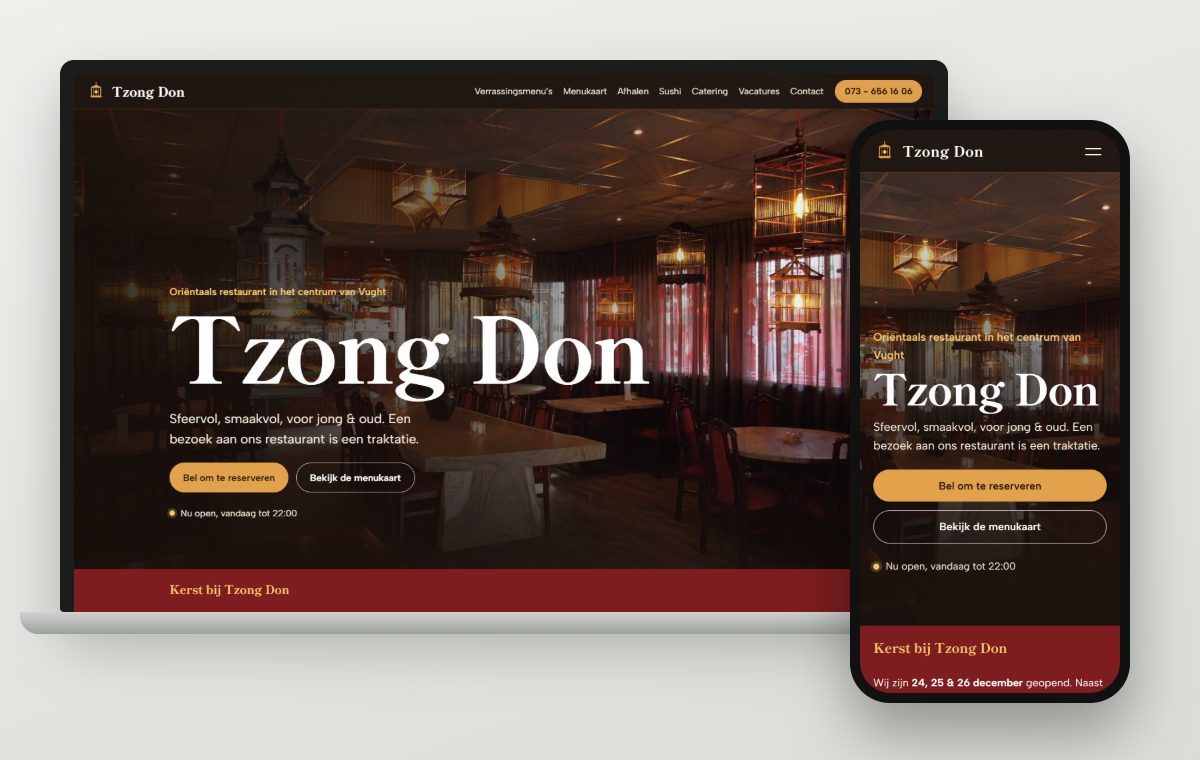 Tzong Don
Verrassingsmenu's Menukaart Afhalen Sushi Catering Vacatures Contact 073 – 656 16 06
Oriëntaals restaurant in het centrum van Vught
Tzong Don
Sfeervol, smaakvol, voor jong & oud. Een
bezoek aan ons restaurant is een traktatie.
Bel om te reserveren Bekijk de menukaart
Nu open, vandaag tot 22:00
Kerst bij Tzong Don
Tzong Don
Oriëntaals restaurant in het centrum van
Vught
Tzong Don
Sfeervol, smaakvol, voor jong & oud. Een
bezoek aan ons restaurant is een traktatie.
Bel om te reserveren
Bekijk de menukaart
Nu open, vandaag tot 22:00
Kerst bij Tzong Don
Wij zijn 24, 25 & 26 december geopend. Naast